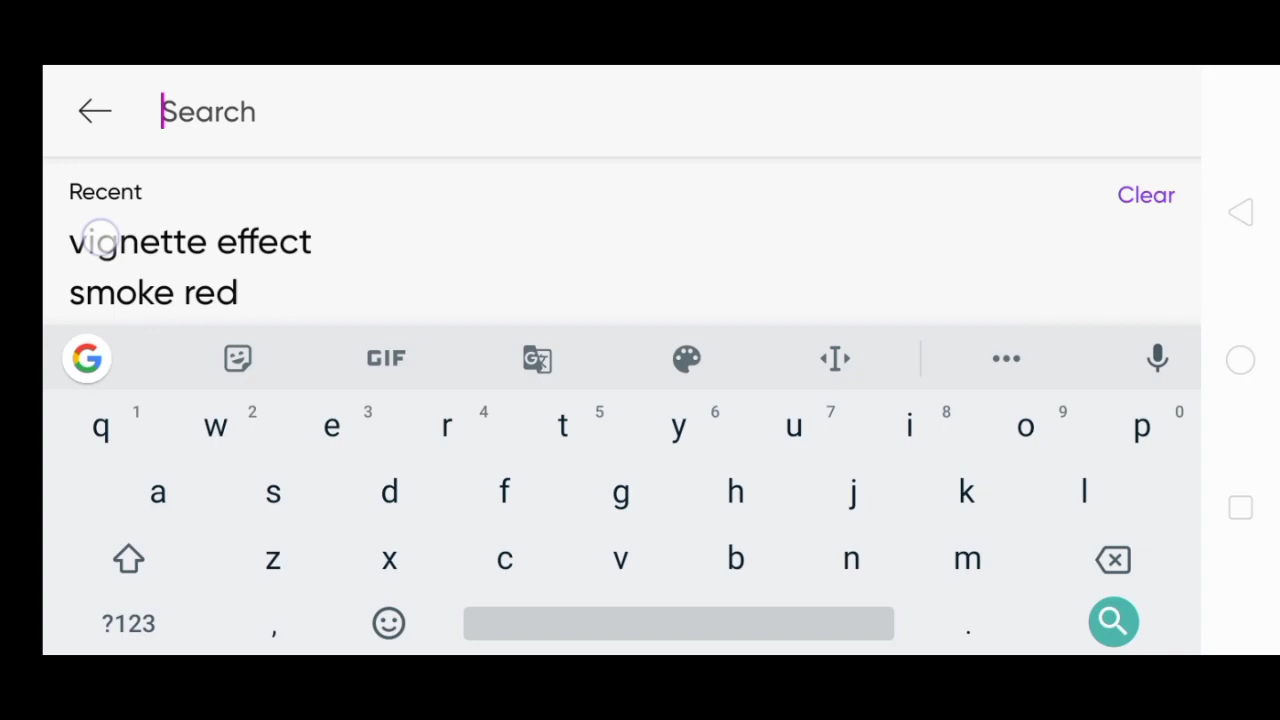 Search
Recent
Clear
vignette effect
smoke red
GIF
q 1 w 2 e 3 r 4 t 5 y 6 u 7 i 8 o 9 p 0
a s d f g h j k l
z x c v b n m
?123 , .